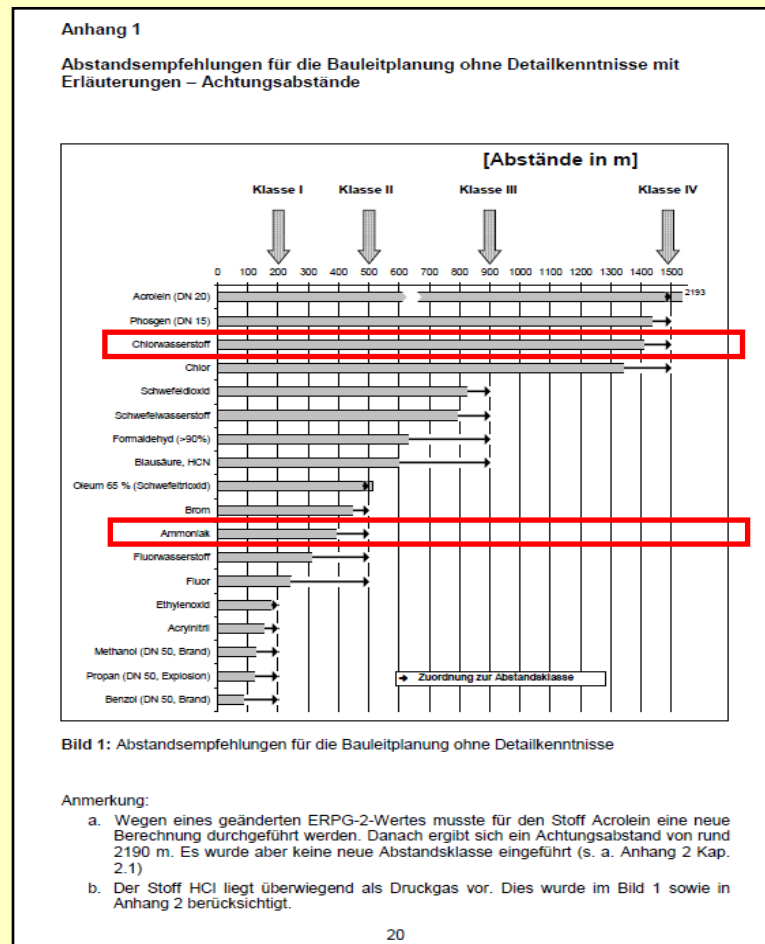 Anhang 1
Abstandsempfehlungen für die Bauleitplanung ohne Detailkenntnisse mit
Erläuterungen – Achtungsabstände
[Abstände in m]
Klasse I Klasse II Klasse III Klasse IV
0 100 200 300 400 500 600 700 800 900 1000 1100 1200 1300 1400 1500
Acrolein (DN 20) 2193
Phosgen (DN 15)
Chlorwasserstoff
Chlor
Schwefeldioxid
Schwefelwasserstoff
Formaldehyd (>90%)
Blausäure, HCN
Oleum 65 % (Schwefeltrioxid)
Brom
Ammoniak
Fluorwasserstoff
Fluor
Ethylenoxid
Acrylnitril
Methanol (DN 50, Brand)
Propan (DN 50, Explosion)
Zuordnung zur Abstandsklasse
Benzol (DN 50, Brand)
Bild 1: Abstandsempfehlungen für die Bauleitplanung ohne Detailkenntnisse
Anmerkung:
a. Wegen eines geänderten ERPG-2-Wertes musste für den Stoff Acrolein eine neue
Berechnung durchgeführt werden. Danach ergibt sich ein Achtungsabstand von rund
2190 m. Es wurde aber keine neue Abstandsklasse eingeführt (s. a. Anhang 2 Kap.
2.1)
b. Der Stoff HCl liegt überwiegend als Druckgas vor. Dies wurde im Bild 1 sowie in
Anhang 2 berücksichtigt.
20